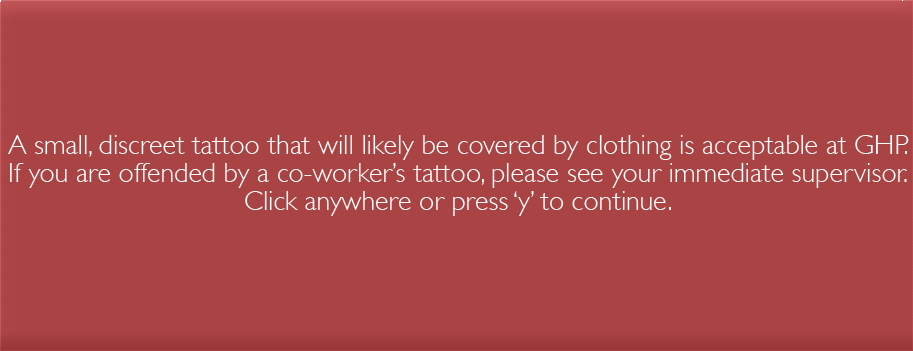 A small, discreet tattoo that will likely be covered by clothing is acceptable at GHP.
If you are offended by a co-worker’s tattoo, please see your immediate supervisor.
Click anywhere or press ‘y’ to continue.